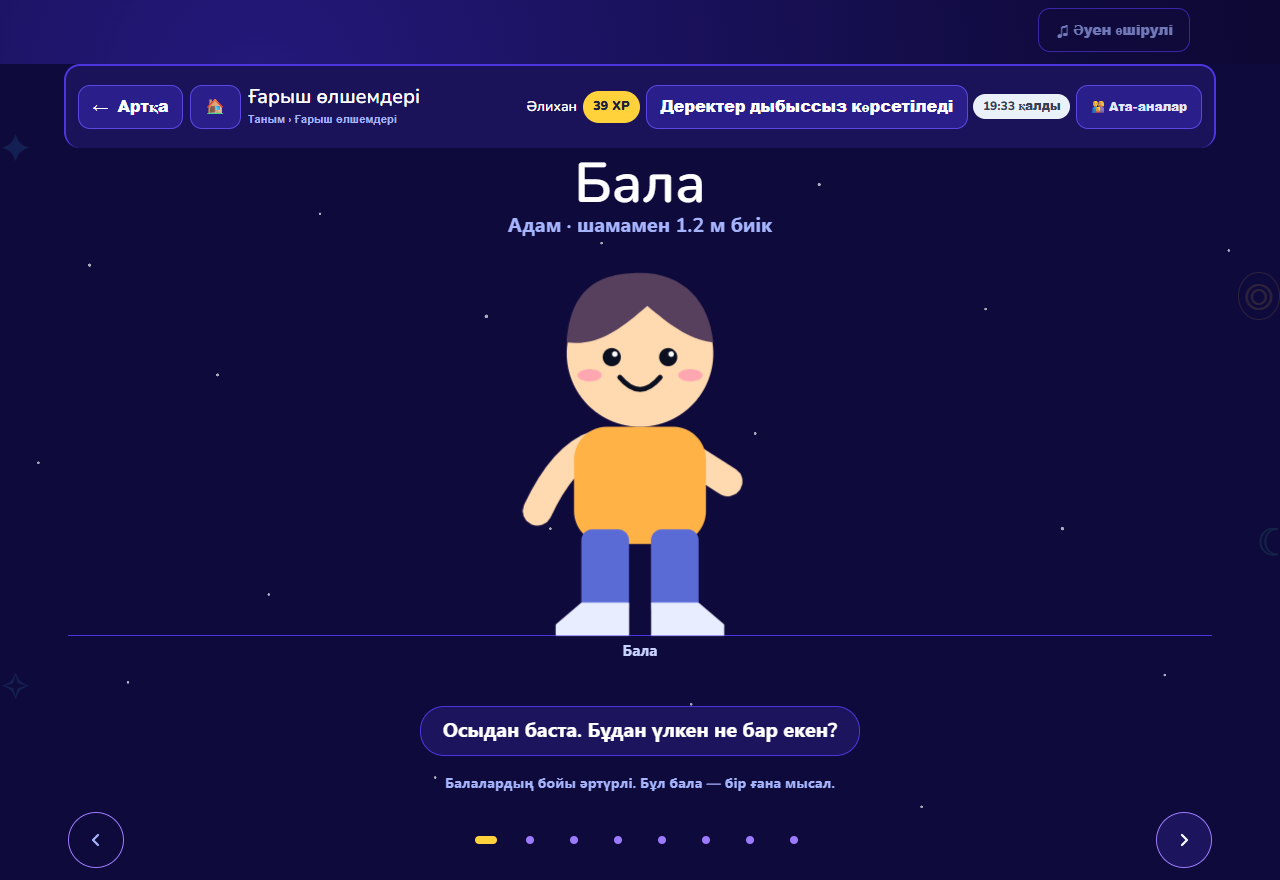 ♫ Әуен өшірулі
← Артқа
Ғарыш өлшемдері
Таным › Ғарыш өлшемдері
Әлихан
39 XP
Деректер дыбыссыз көрсетіледі
19:33 қалды
Ата-аналар
Бала
Адам · шамамен 1.2 м биік
Бала
Осыдан баста. Бұдан үлкен не бар екен?
Балалардың бойы әртүрлі. Бұл бала — бір ғана мысал.